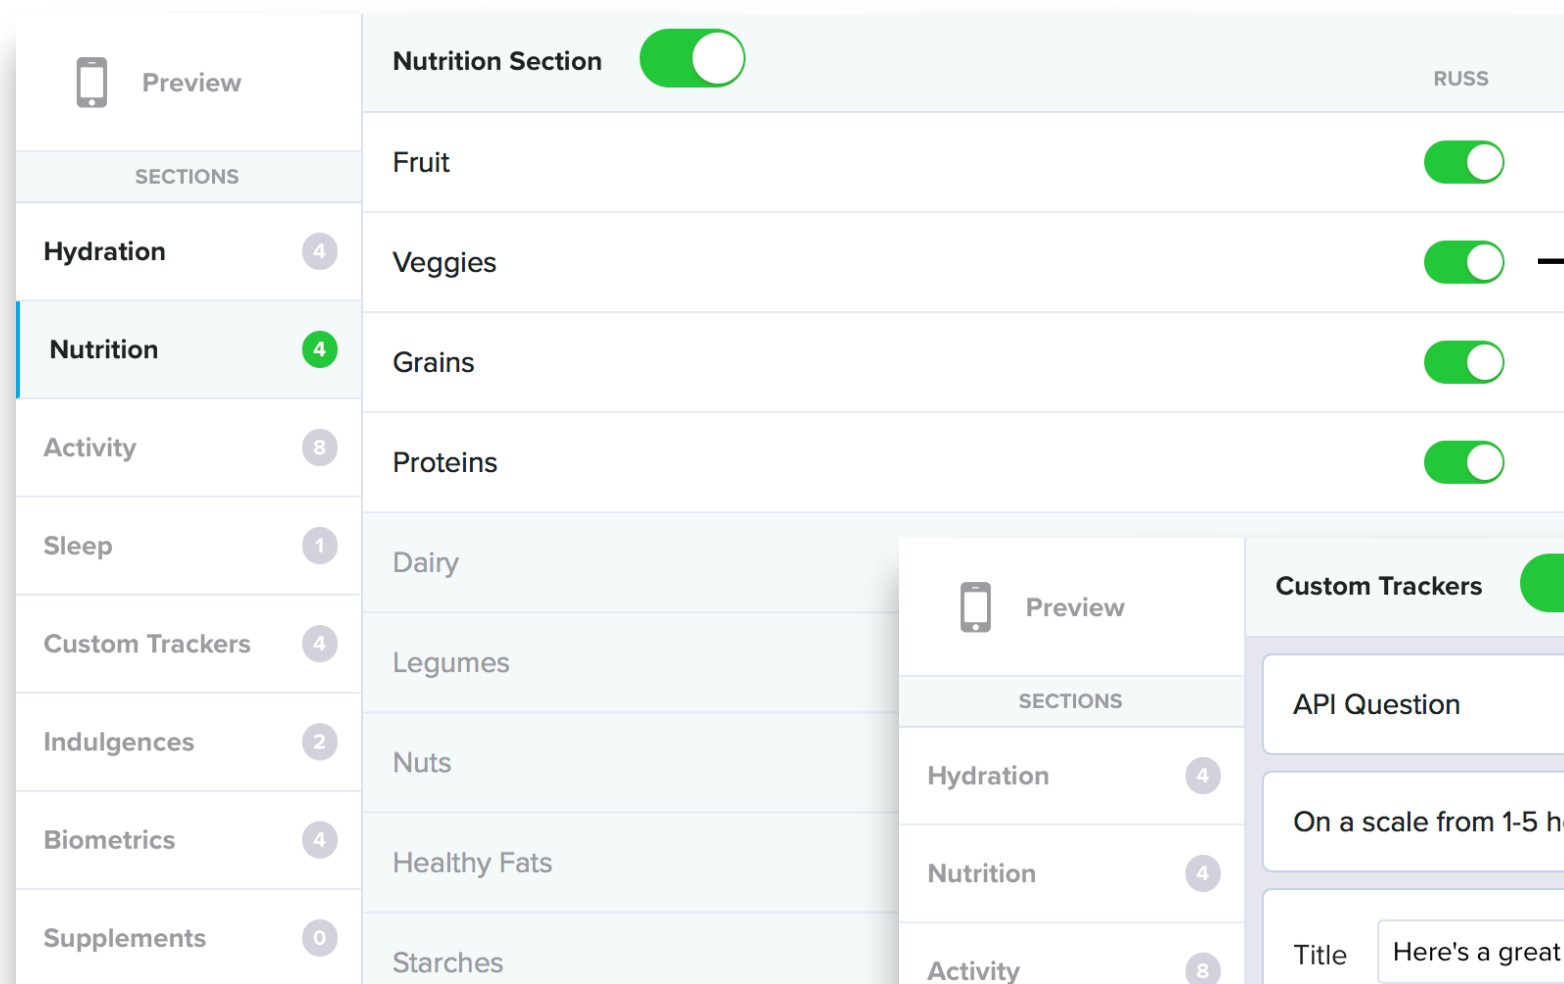 Preview
SECTIONS
Hydration 4
Nutrition 4
Activity 8
Sleep 1
Custom Trackers 4
Indulgences 2
Biometrics 4
Supplements 0
Nutrition Section
RUSS
Fruit
Veggies
Grains
Proteins
Dairy
Legumes
Nuts
Healthy Fats
Starches
Preview
SECTIONS
Hydration 4
Nutrition 4
Activity 8
Custom Trackers
API Question
On a scale from 1-5
Title Here's a great